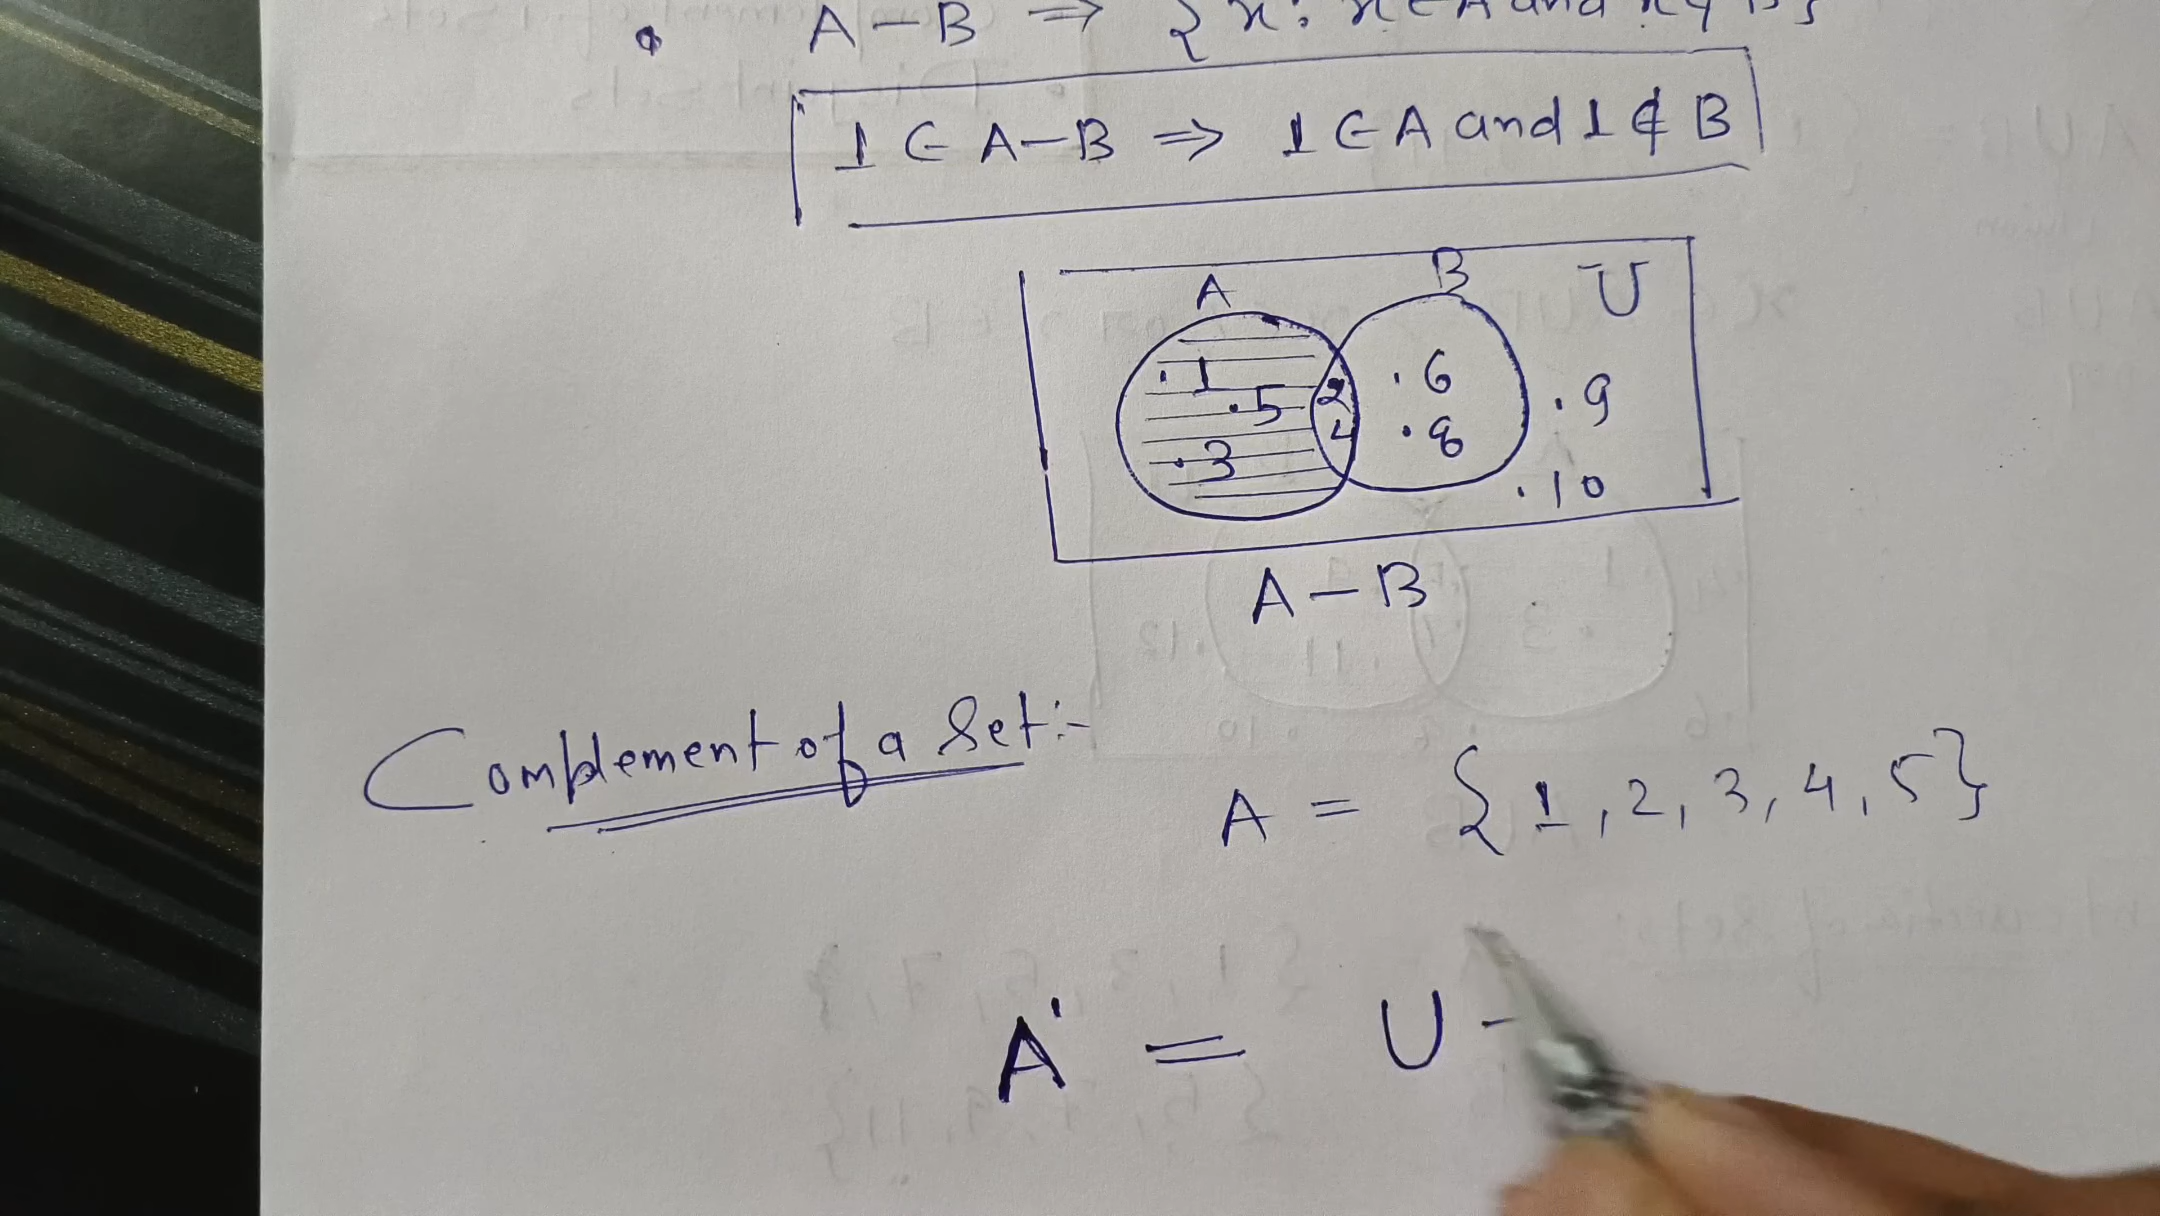 A – B ⇒ { x : x ∈ A and x ∉ B }
1 ∈ A – B ⇒ 1 ∈ A and 1 ∉ B
A B U
1 5 3 2 4 6 8 9 10
A – B
Complement of a Set :-
A = { 1, 2, 3, 4, 5 }
A' = U –